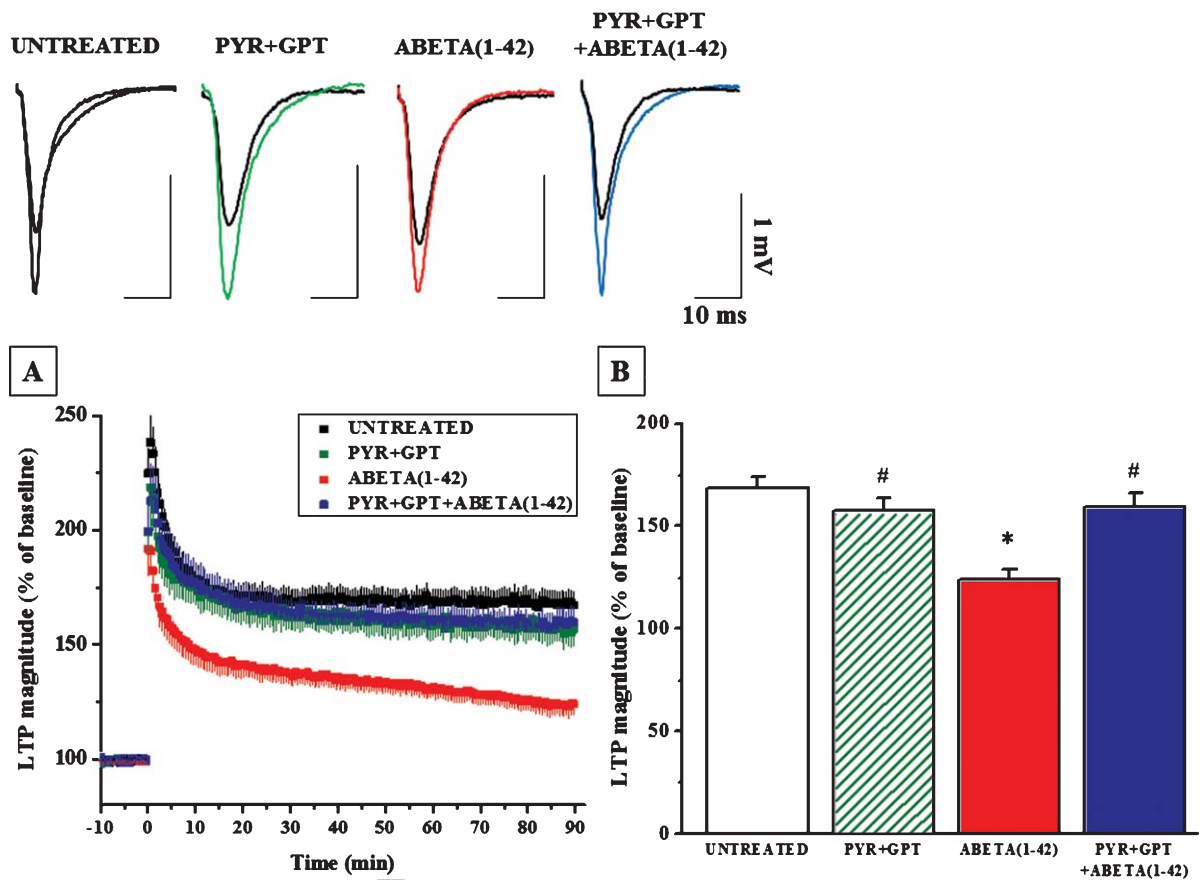 UNTREATED
PYR+GPT
ABETA(1-42)
PYR+GPT
+ABETA(1-42)
1 mV
10 ms
A
LTP magnitude (% of baseline)
250
200
150
100
UNTREATED
PYR+GPT
ABETA(1-42)
PYR+GPT+ABETA(1-42)
-10 0 10 20 30 40 50 60 70 80 90
Time (min)
B
LTP magnitude (% of baseline)
200
150
100
50
0
#
*
#
UNTREATED
PYR+GPT
ABETA(1-42)
PYR+GPT
+ABETA(1-42)